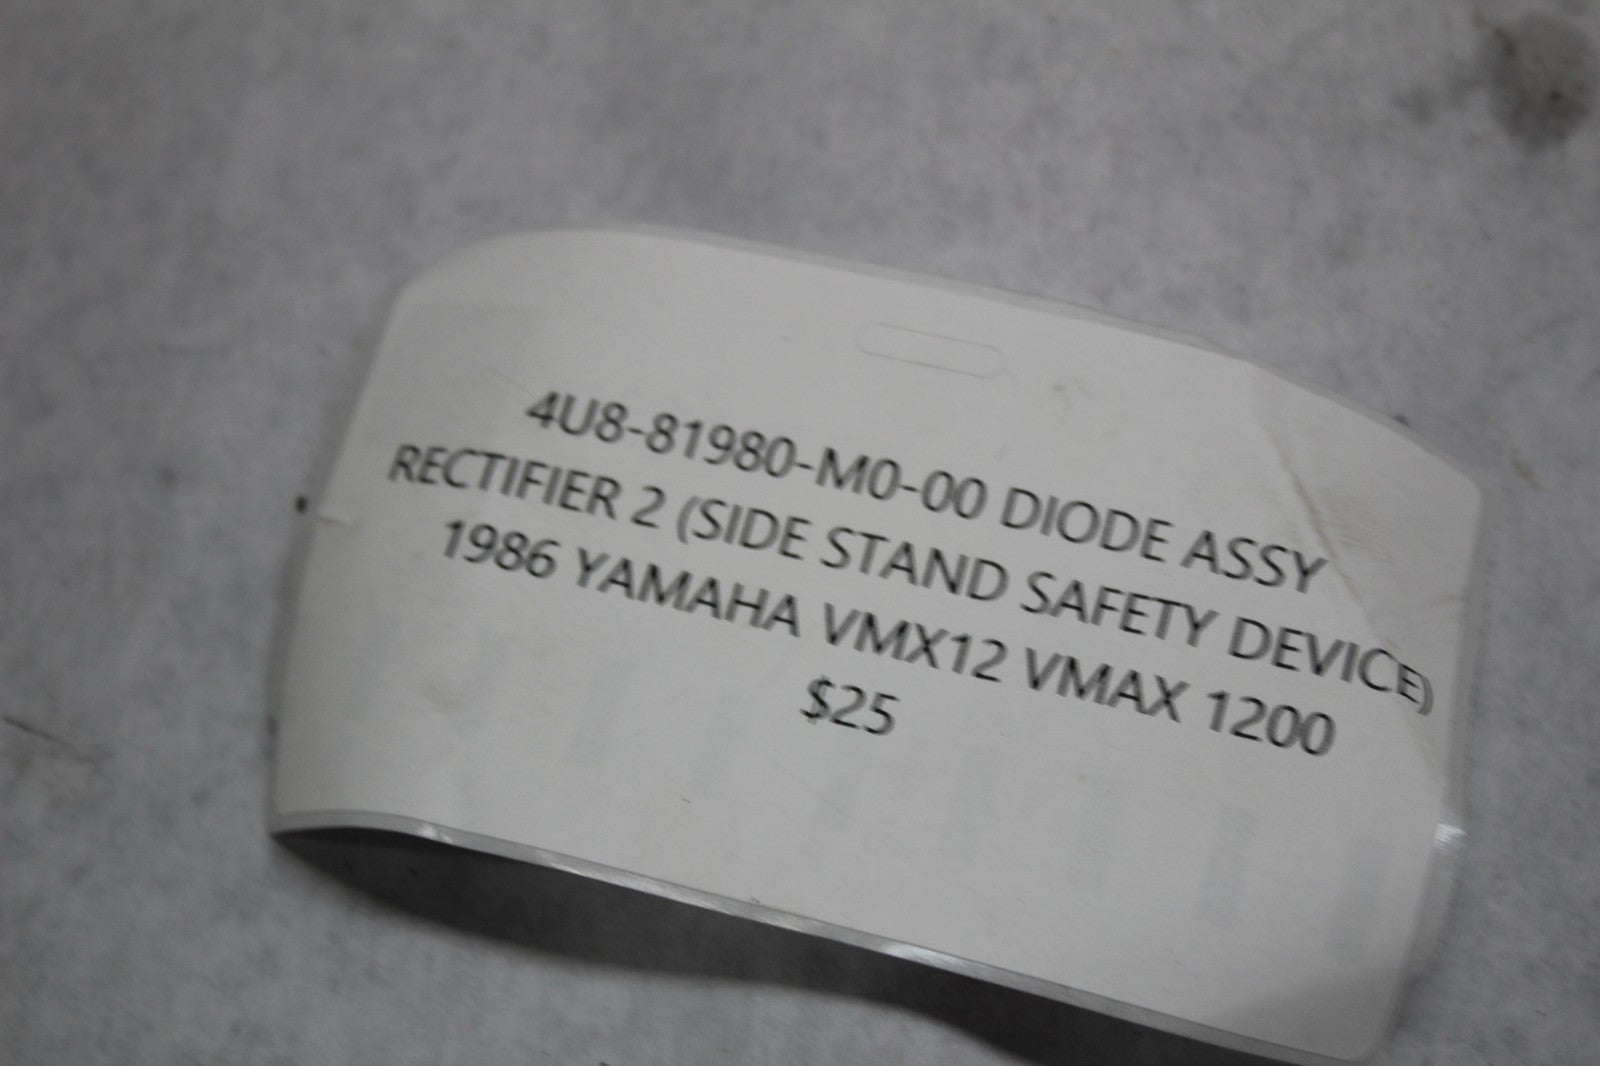 4U8-81980-M0-00 DIODE ASSY
RECTIFIER 2 (SIDE STAND SAFETY DEVICE)
1986 YAMAHA VMX12 VMAX 1200
$25